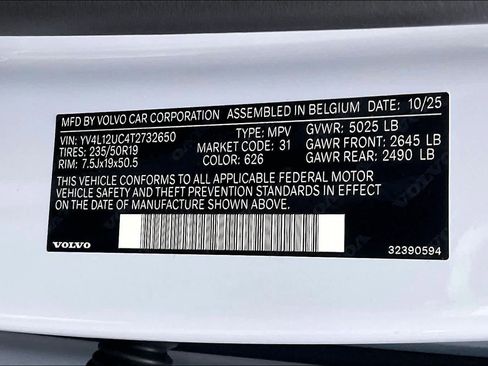 MFD BY VOLVO CAR CORPORATION ASSEMBLED IN BELGIUM DATE: 10/25
VIN: YV4L12UC4T2732650 TYPE: MPV GVWR: 5025 LB
TIRES: 235/50R19 MARKET CODE: 31 GAWR FRONT: 2645 LB
RIM: 7.5Jx19x50.5 COLOR: 626 GAWR REAR: 2490 LB
THIS VEHICLE CONFORMS TO ALL APPLICABLE FEDERAL MOTOR
VEHICLE SAFETY AND THEFT PREVENTION STANDARDS IN EFFECT
ON THE DATE OF MANUFACTURE SHOWN ABOVE.
VOLVO 32390594